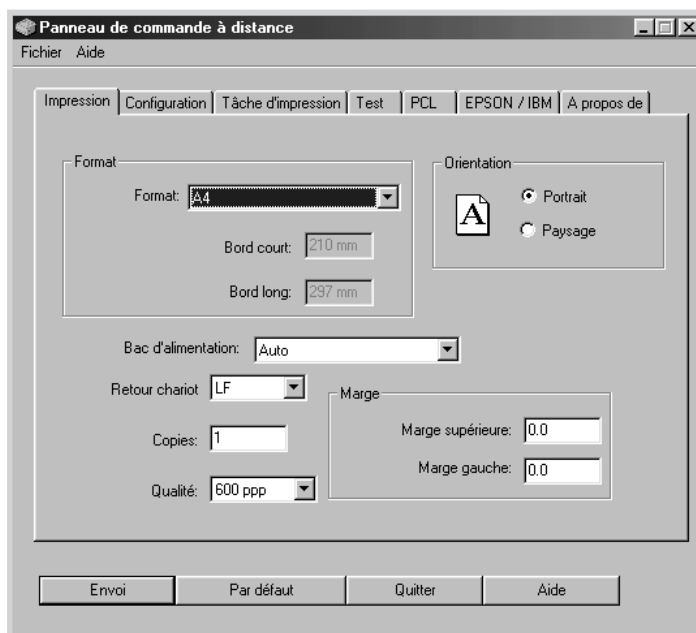 Panneau de commande à distance
Fichier Aide
Impression Configuration Tâche d'impression Test PCL EPSON / IBM A propos de
Format
Format: A4
Bord court: 210 mm
Bord long: 297 mm
Orientation
A
Portrait
Paysage
Bac d'alimentation: Auto
Retour chariot LF
Copies: 1
Qualité: 600 ppp
Marge
Marge supérieure: 0.0
Marge gauche: 0.0
Envoi Par défaut Quitter Aide